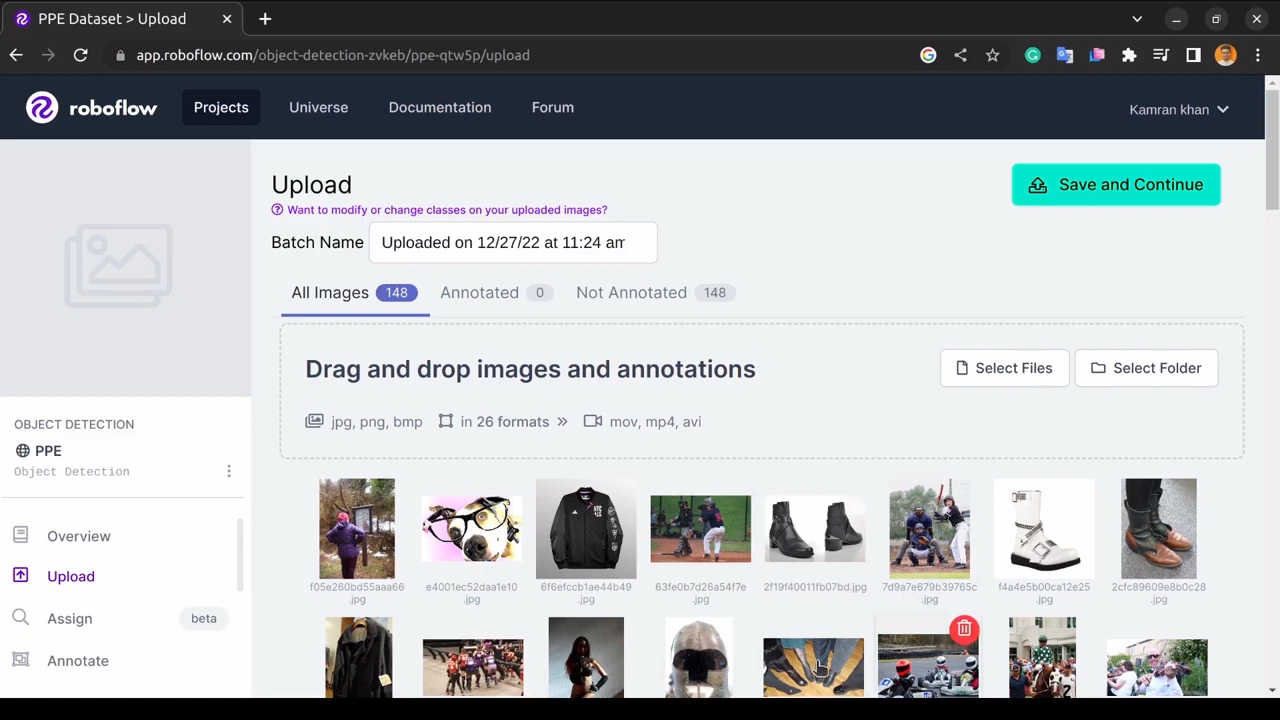 PPE Dataset > Upload
app.roboflow.com/object-detection-zvkeb/ppe-qtw5p/upload
roboflow
Projects
Universe
Documentation
Forum
Kamran khan
Upload
Save and Continue
Want to modify or change classes on your uploaded images?
Batch Name
Uploaded on 12/27/22 at 11:24 am
All Images 148
Annotated 0
Not Annotated 148
Drag and drop images and annotations
Select Files
Select Folder
jpg, png, bmp
in 26 formats
mov, mp4, avi
OBJECT DETECTION
PPE
Object Detection
Overview
Upload
Assign beta
Annotate
f05e260bd55aaa66
.jpg
e4001ec52daa1e10
.jpg
6f6efccb1ae44b49
.jpg
63fe0b7d26a54f7e
.jpg
2f19f40011fb07bd.jpg
7d9a7e679b39765c
.jpg
f4a4e5b00ca12e25
.jpg
2cfc89609e8b0c28
.jpg